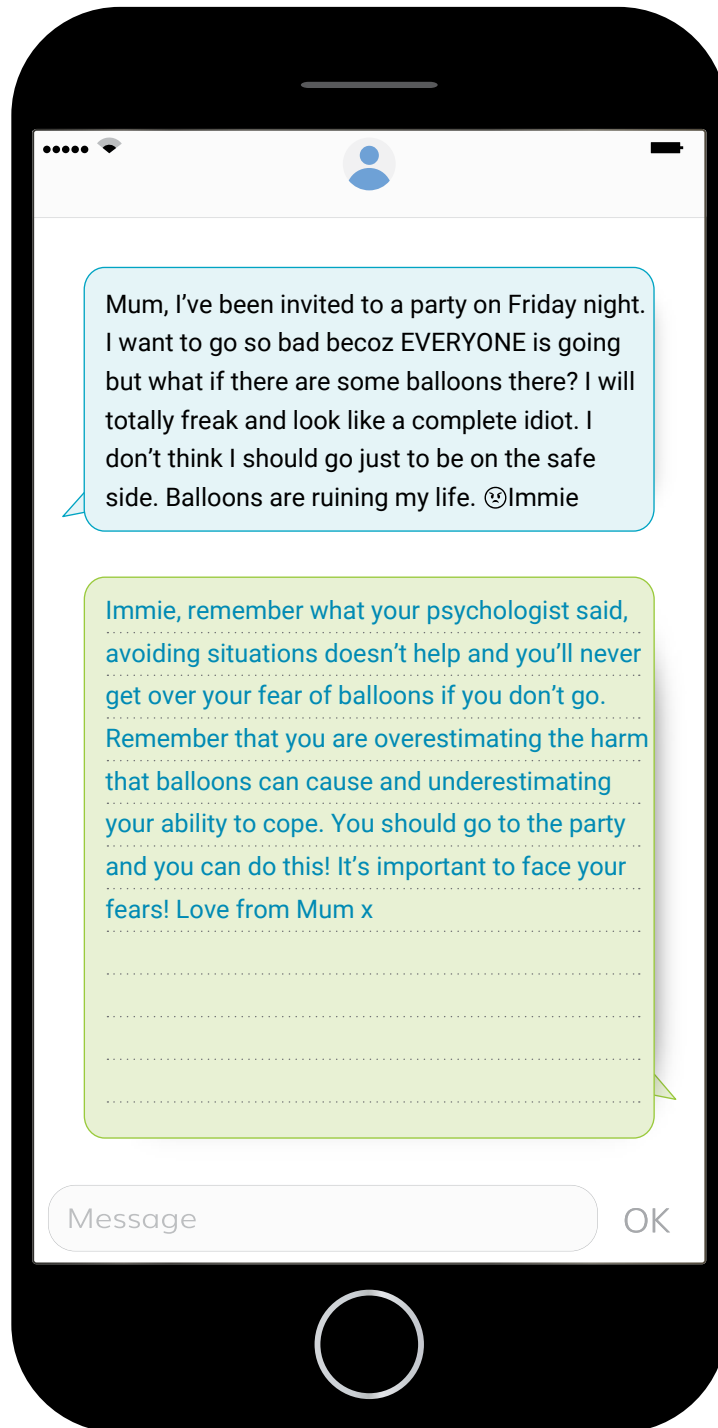 Mum, I’ve been invited to a party on Friday night.
I want to go so bad becoz EVERYONE is going
but what if there are some balloons there? I will
totally freak and look like a complete idiot. I
don’t think I should go just to be on the safe
side. Balloons are ruining my life. 😠Immie
Immie, remember what your psychologist said,
avoiding situations doesn’t help and you’ll never
get over your fear of balloons if you don’t go.
Remember that you are overestimating the harm
that balloons can cause and underestimating
your ability to cope. You should go to the party
and you can do this! It’s important to face your
fears! Love from Mum x
Message
OK